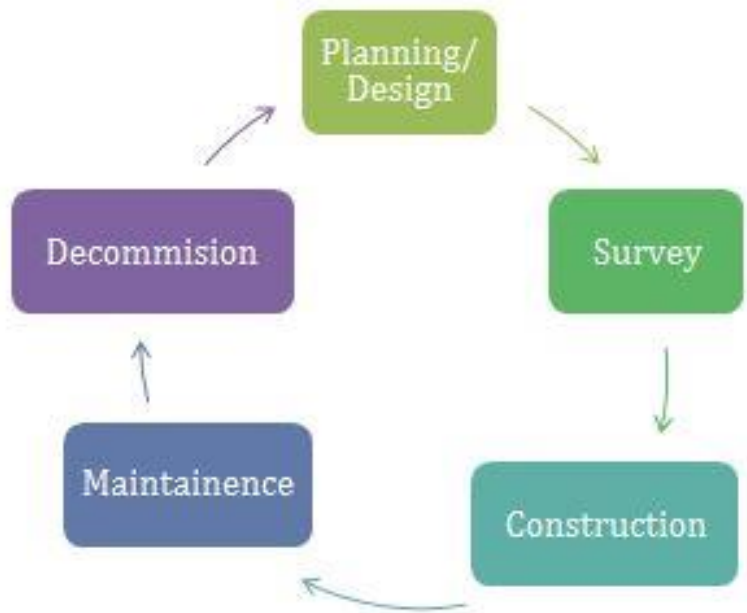 Planning/
Design
Survey
Construction
Maintainence
Decommision